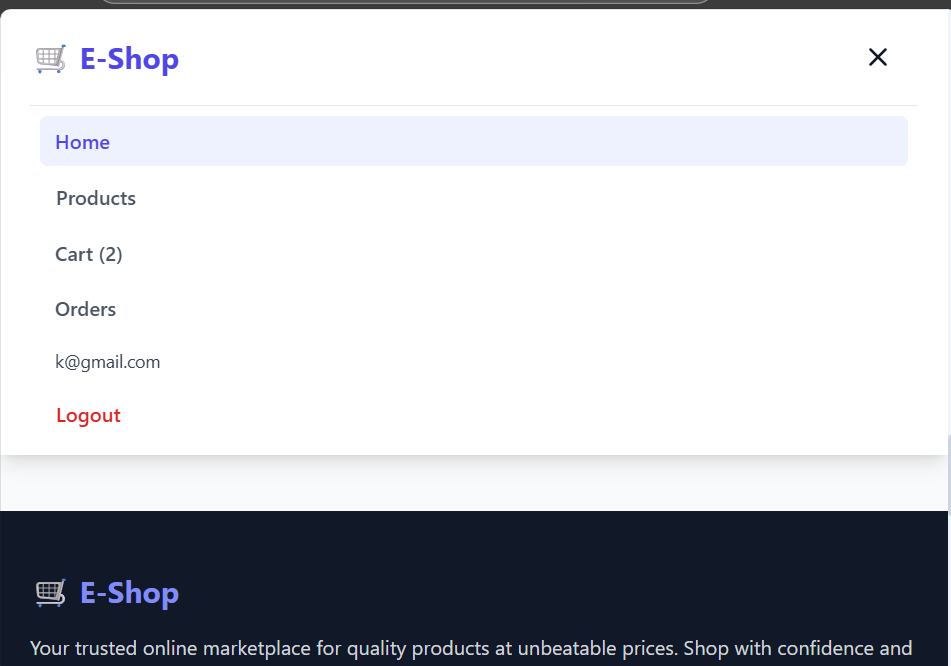 E-Shop
Home
Products
Cart (2)
Orders
k@gmail.com
Logout
E-Shop
Your trusted online marketplace for quality products at unbeatable prices. Shop with confidence and